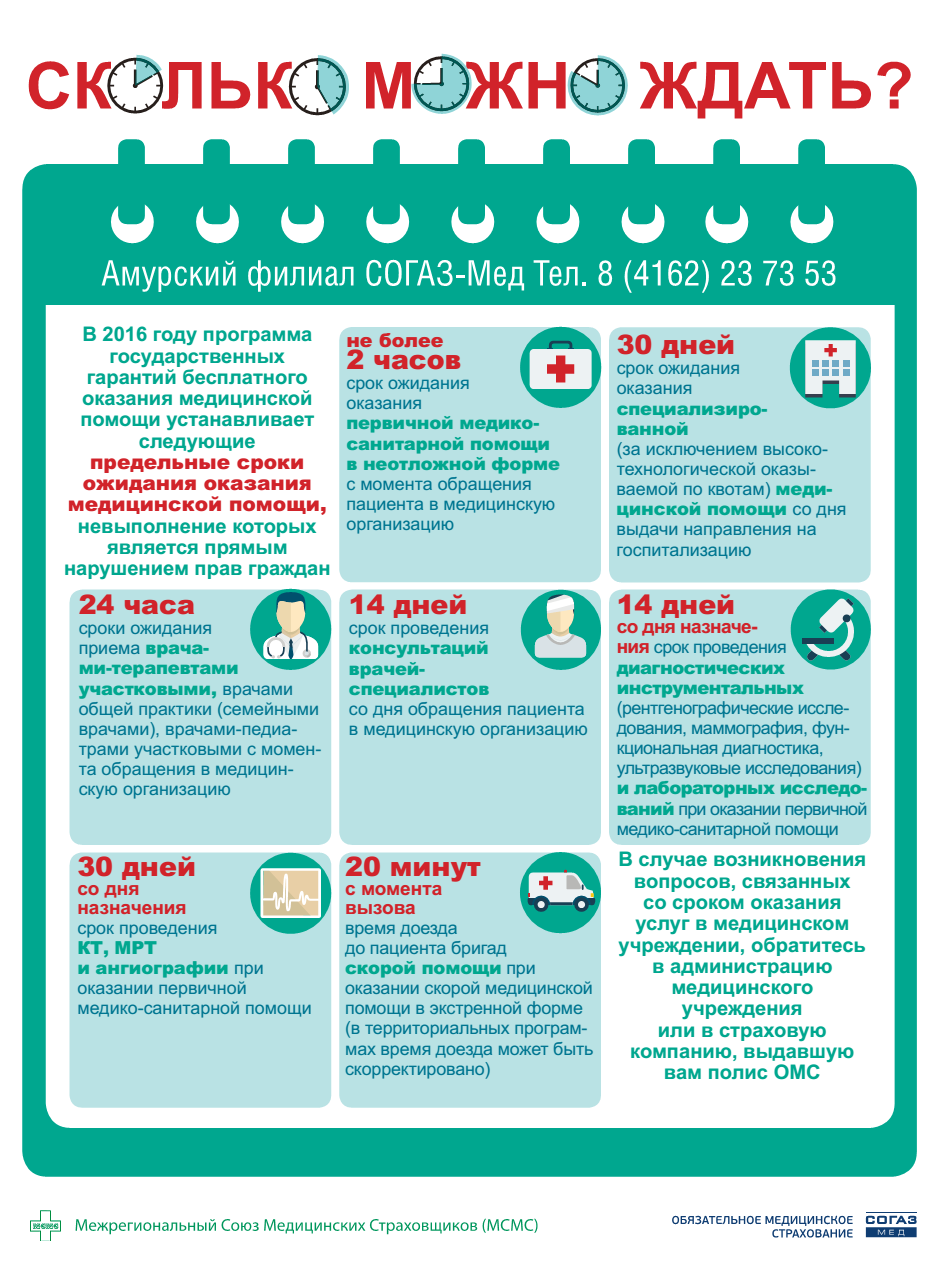 СКОЛЬКО МОЖНО ЖДАТЬ?
Амурский филиал СОГАЗ-Мед Тел. 8 (4162) 23 73 53
В 2016 году программа
государственных
гарантий бесплатного
оказания медицинской
помощи устанавливает
следующие
предельные сроки
ожидания оказания
медицинской помощи,
невыполнение которых
является прямым
нарушением прав граждан
не более
2 часов
срок ожидания
оказания
первичной медико-
санитарной помощи
в неотложной форме
с момента обращения
пациента в медицинскую
организацию
30 дней
срок ожидания
оказания
специализиро-
ванной
(за исключением высоко-
технологической оказы-
ваемой по квотам) меди-
цинской помощи со дня
выдачи направления на
госпитализацию
24 часа
сроки ожидания
приема врача-
ми-терапевтами
участковыми, врачами
общей практики (семейными
врачами), врачами-педиа-
трами участковыми с момен-
та обращения в медицин-
скую организацию
14 дней
срок проведения
консультаций
врачей-
специалистов
со дня обращения пациента
в медицинскую организацию
14 дней
со дня назначе-
ния срок проведения
диагностических
инструментальных
(рентгенографические иссле-
дования, маммография, фун-
кциональная диагностика,
ультразвуковые исследования)
и лабораторных исследо-
ваний при оказании первичной
медико-санитарной помощи
30 дней
со дня
назначения
срок проведения
КТ, МРТ
и ангиографии при
оказании первичной
медико-санитарной помощи
20 минут
с момента
вызова
время доезда
до пациента бригад
скорой помощи при
оказании скорой медицинской
помощи в экстренной форме
(в территориальных програм-
мах время доезда может быть
скорректировано)
В случае возникновения
вопросов, связанных
со сроком оказания
услуг в медицинском
учреждении, обратитесь
в администрацию
медицинского
учреждения
или в страховую
компанию, выдавшую
вам полис ОМС
МСМС
Межрегиональный Союз Медицинских Страховщиков (МСМС)
ОБЯЗАТЕЛЬНОЕ МЕДИЦИНСКОЕ
СТРАХОВАНИЕ
СОГАЗ
МЕД